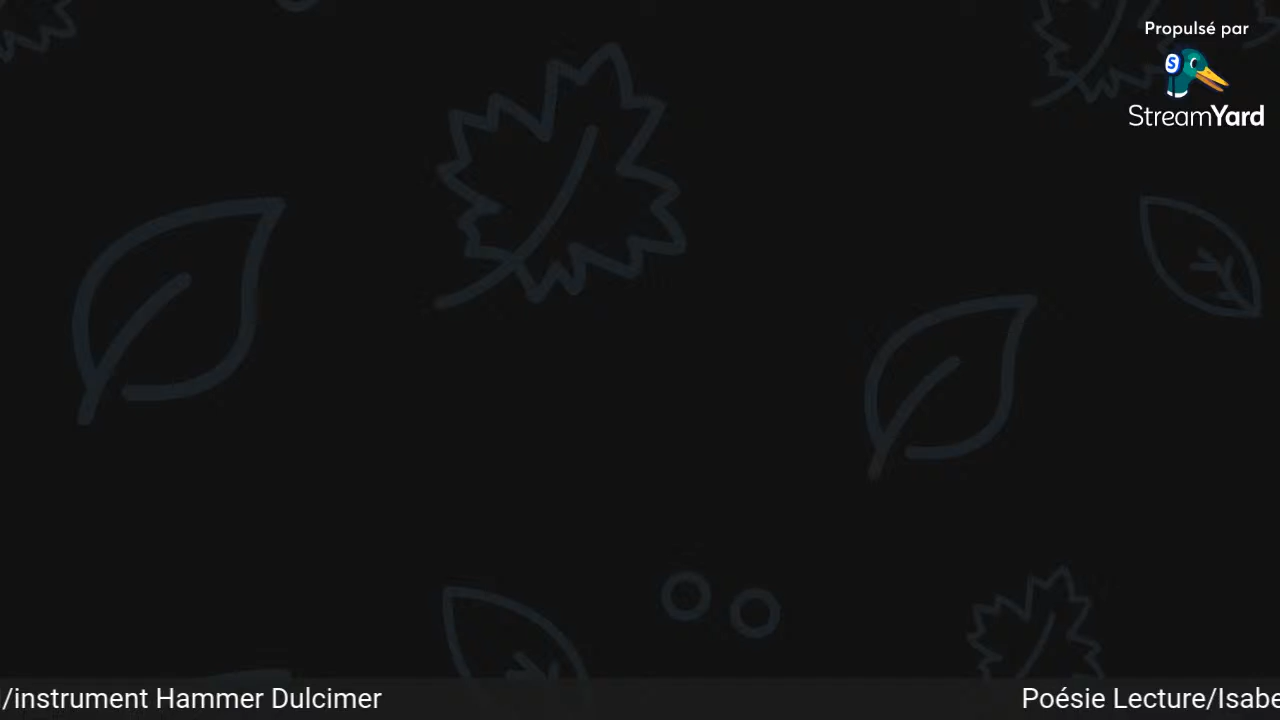 Propulsé par
StreamYard
/instrument Hammer Dulcimer
Poésie Lecture/Isabe